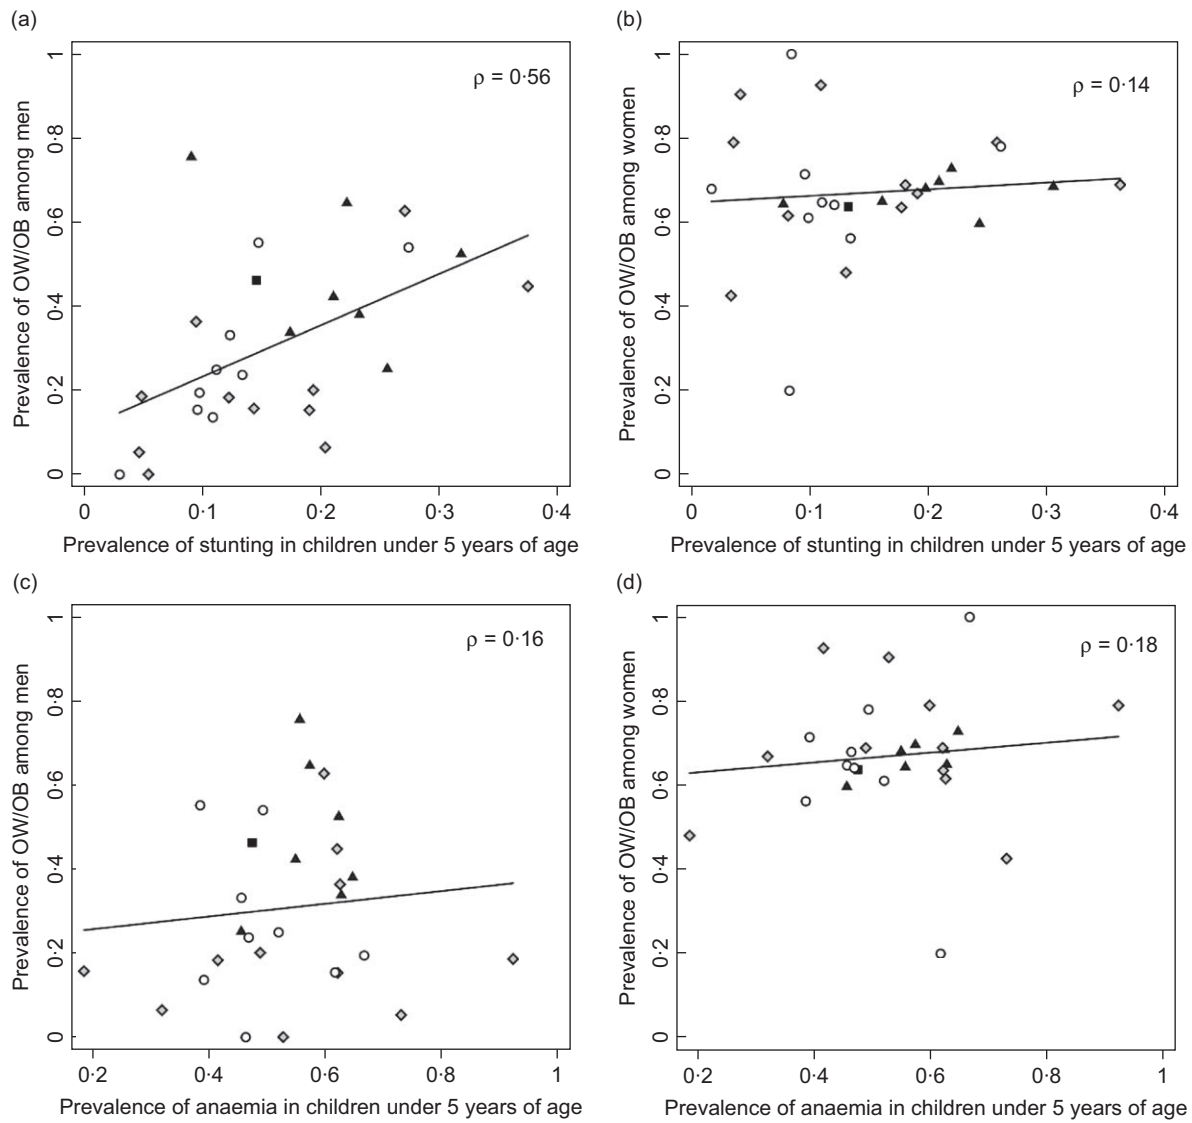 (a)
ρ = 0·56
Prevalence of OW/OB among men
0 0·2 0·4 0·6 0·8 1
0 0·1 0·2 0·3 0·4
Prevalence of stunting in children under 5 years of age
(b)
ρ = 0·14
Prevalence of OW/OB among women
0 0·2 0·4 0·6 0·8 1
0 0·1 0·2 0·3 0·4
Prevalence of stunting in children under 5 years of age
(c)
ρ = 0·16
Prevalence of OW/OB among men
0 0·2 0·4 0·6 0·8 1
0·2 0·4 0·6 0·8 1
Prevalence of anaemia in children under 5 years of age
(d)
ρ = 0·18
Prevalence of OW/OB among women
0 0·2 0·4 0·6 0·8 1
0·2 0·4 0·6 0·8 1
Prevalence of anaemia in children under 5 years of age